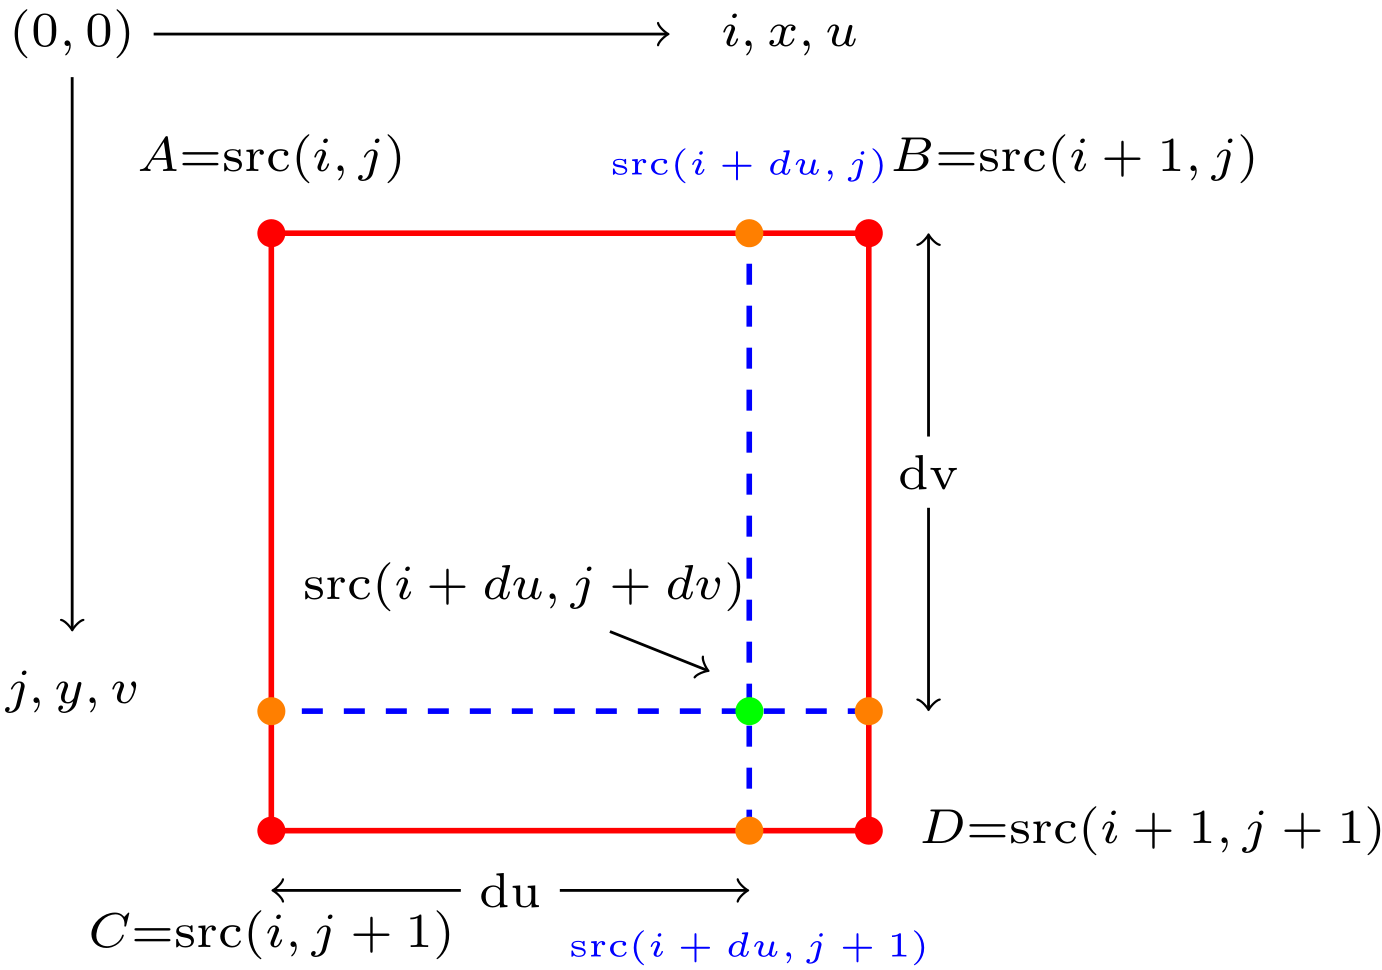 (0, 0)
i, x, u
A=src(i, j)
src(i + du, j)
B=src(i + 1, j)
dv
src(i + du, j + dv)
j, y, v
D=src(i + 1, j + 1)
du
C=src(i, j + 1)
src(i + du, j + 1)